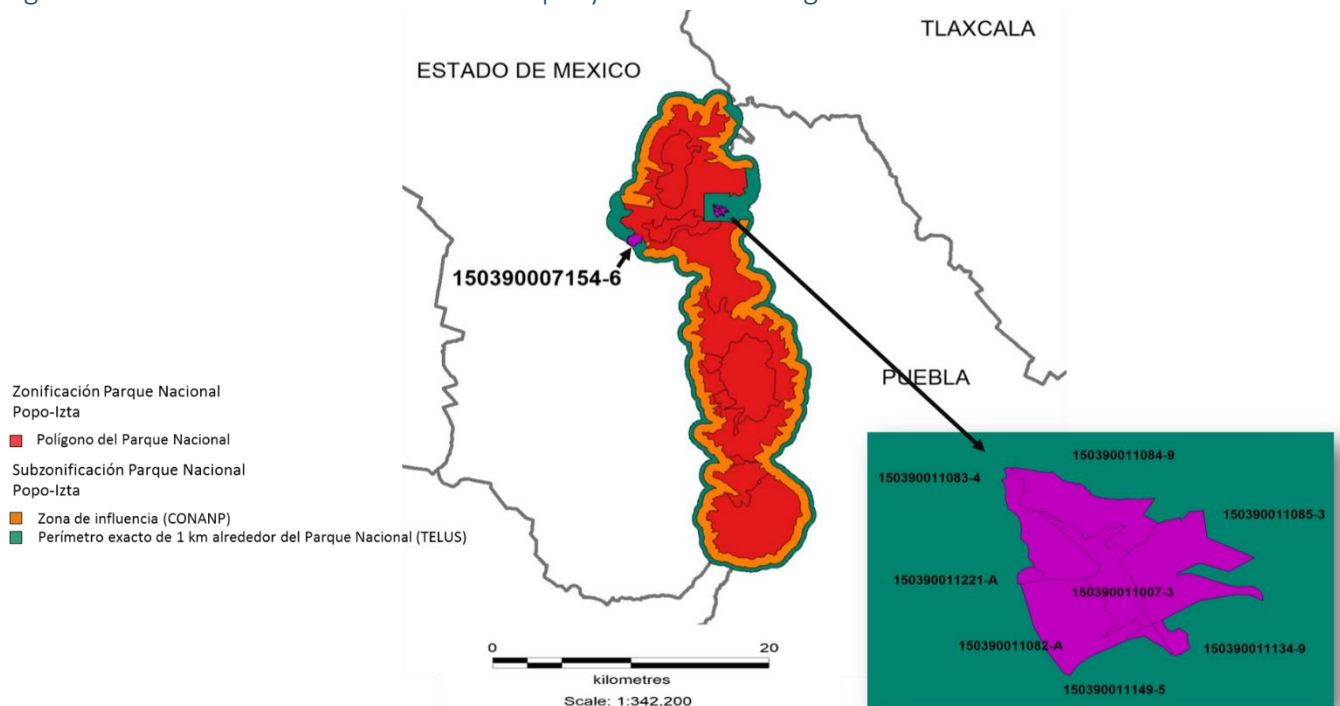 TLAXCALA
ESTADO DE MEXICO
150390007154-6
PUEBLA
Zonificación Parque Nacional
Popo-Izta
Polígono del Parque Nacional
Subzonificación Parque Nacional
Popo-Izta
Zona de influencia (CONANP)
Perímetro exacto de 1 km alrededor del Parque Nacional (TELUS)
150390011084-9
150390011083-4
150390011085-3
150390011221-A
150390011007-3
150390011082-A
150390011134-9
150390011149-5
0 20
kilometres
Scale: 1:342,200